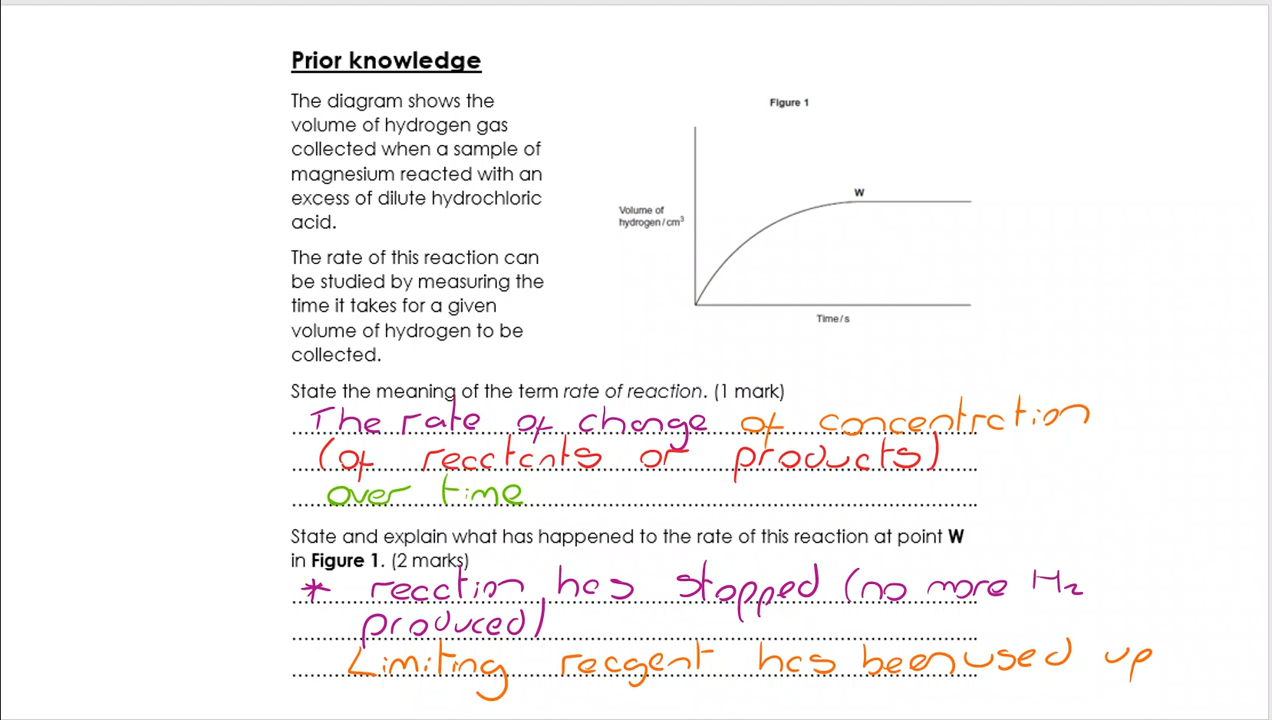 Prior knowledge
The diagram shows the
volume of hydrogen gas
collected when a sample of
magnesium reacted with an
excess of dilute hydrochloric
acid.
The rate of this reaction can
be studied by measuring the
time it takes for a given
volume of hydrogen to be
collected.
Figure 1
W
Volume of
hydrogen/cm³
Time/s
State the meaning of the term rate of reaction. (1 mark)
The rate of change of concentration
(of reactants or products)
over time
State and explain what has happened to the rate of this reaction at point W
in Figure 1. (2 marks)
* reaction has stopped (no more H₂
produced)
Limiting reagent has been used up